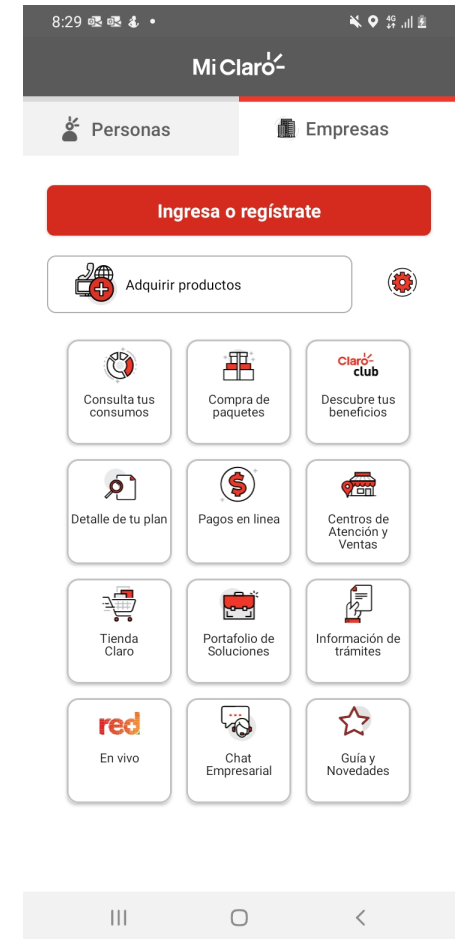 8:29
4G
Mi Claro
Personas
Empresas
Ingresa o regístrate
Adquirir productos
Consulta tus
consumos
Compra de
paquetes
Claro
club
Descubre tus
beneficios
Detalle de tu plan
Pagos en linea
Centros de
Atención y
Ventas
Tienda
Claro
Portafolio de
Soluciones
Información de
trámites
red
En vivo
Chat
Empresarial
Guía y
Novedades